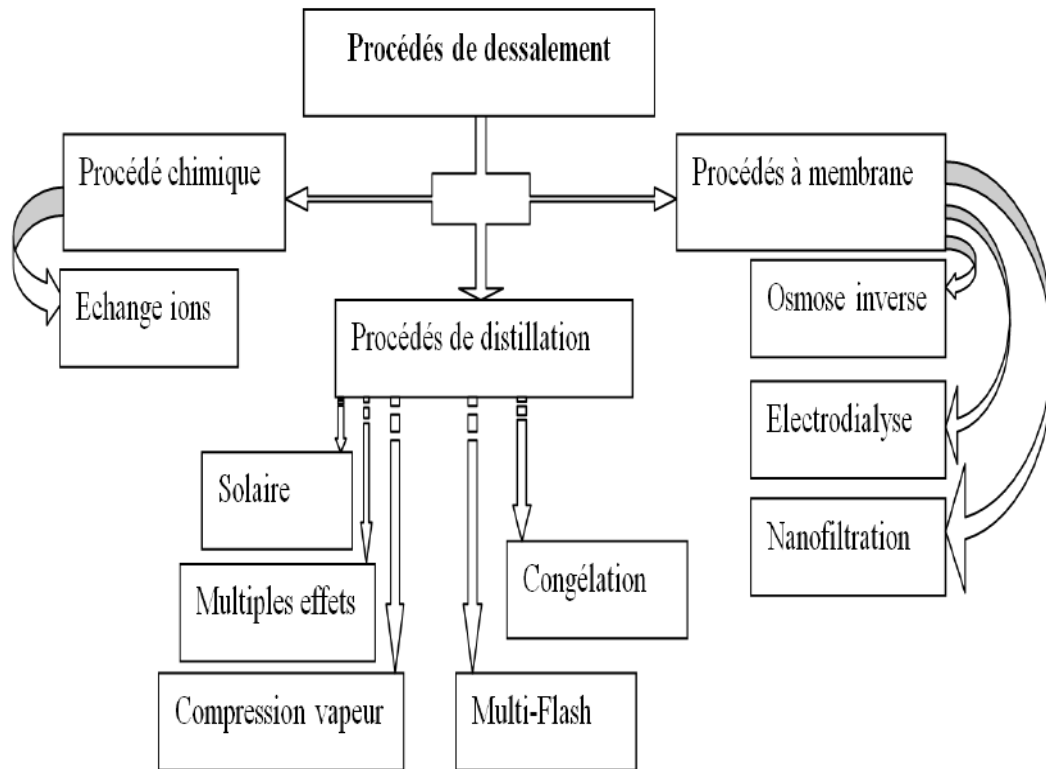 Procédés de dessalement
Procédé chimique
Procédés à membrane
Echange ions
Osmose inverse
Procédés de distillation
Electrodialyse
Solaire
Nanofiltration
Congélation
Multiples effets
Compression vapeur
Multi-Flash